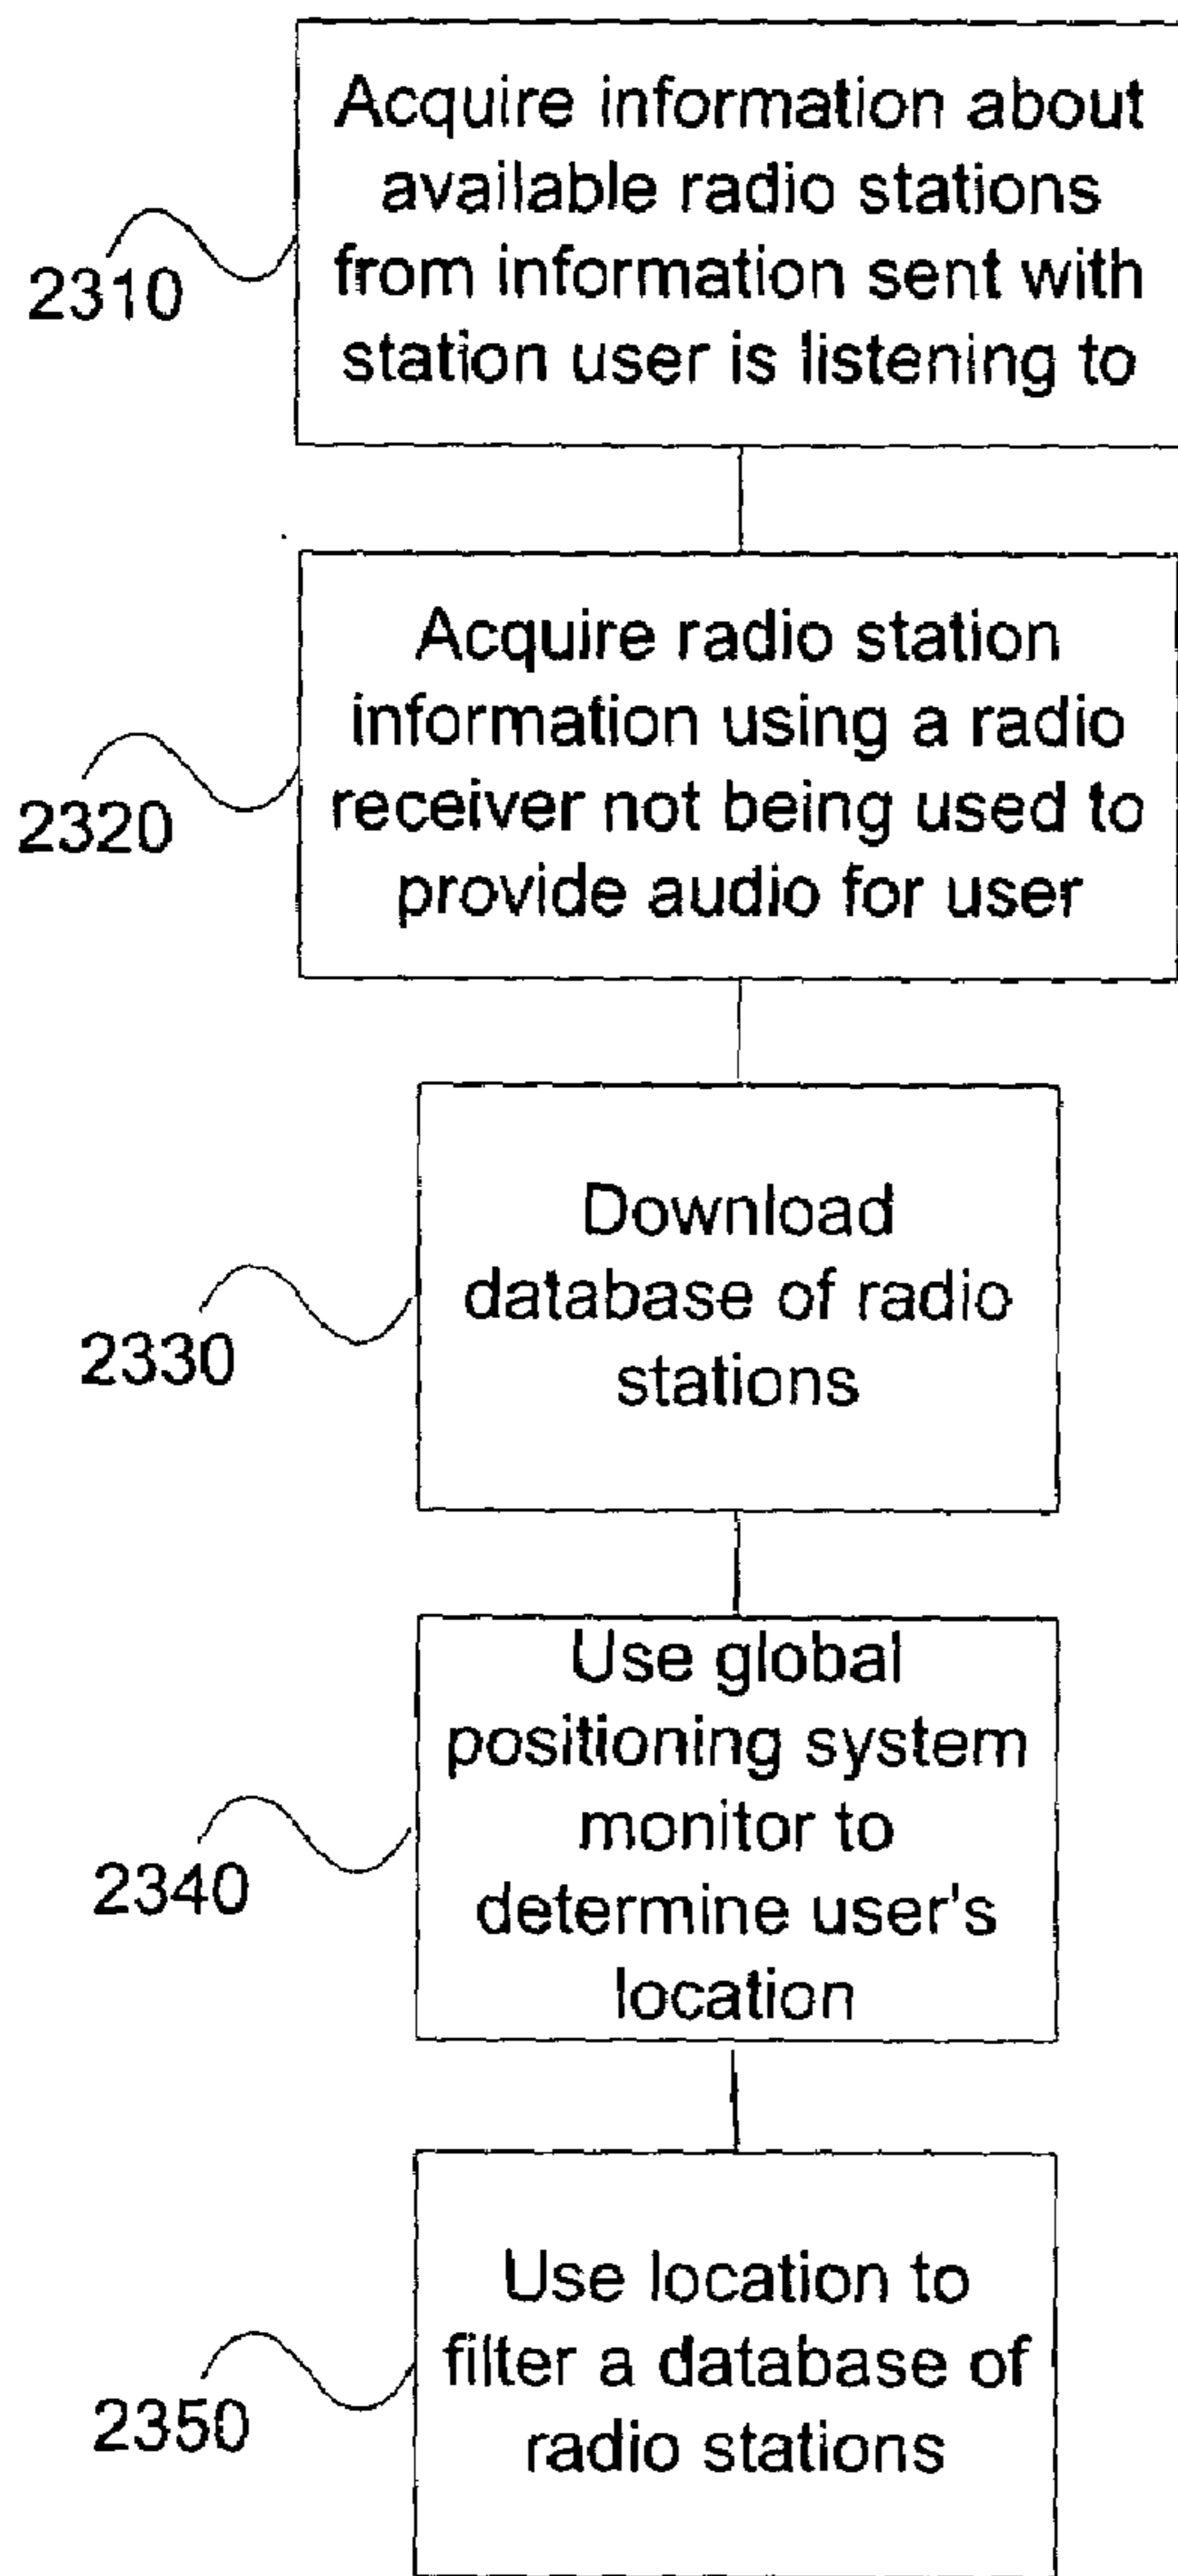 Acquire information about
available radio stations
from information sent with
station user is listening to
2310
Acquire radio station
information using a radio
receiver not being used to
provide audio for user
2320
Download
database of radio
stations
2330
Use global
positioning system
monitor to
determine user's
location
2340
Use location to
filter a database of
radio stations
2350